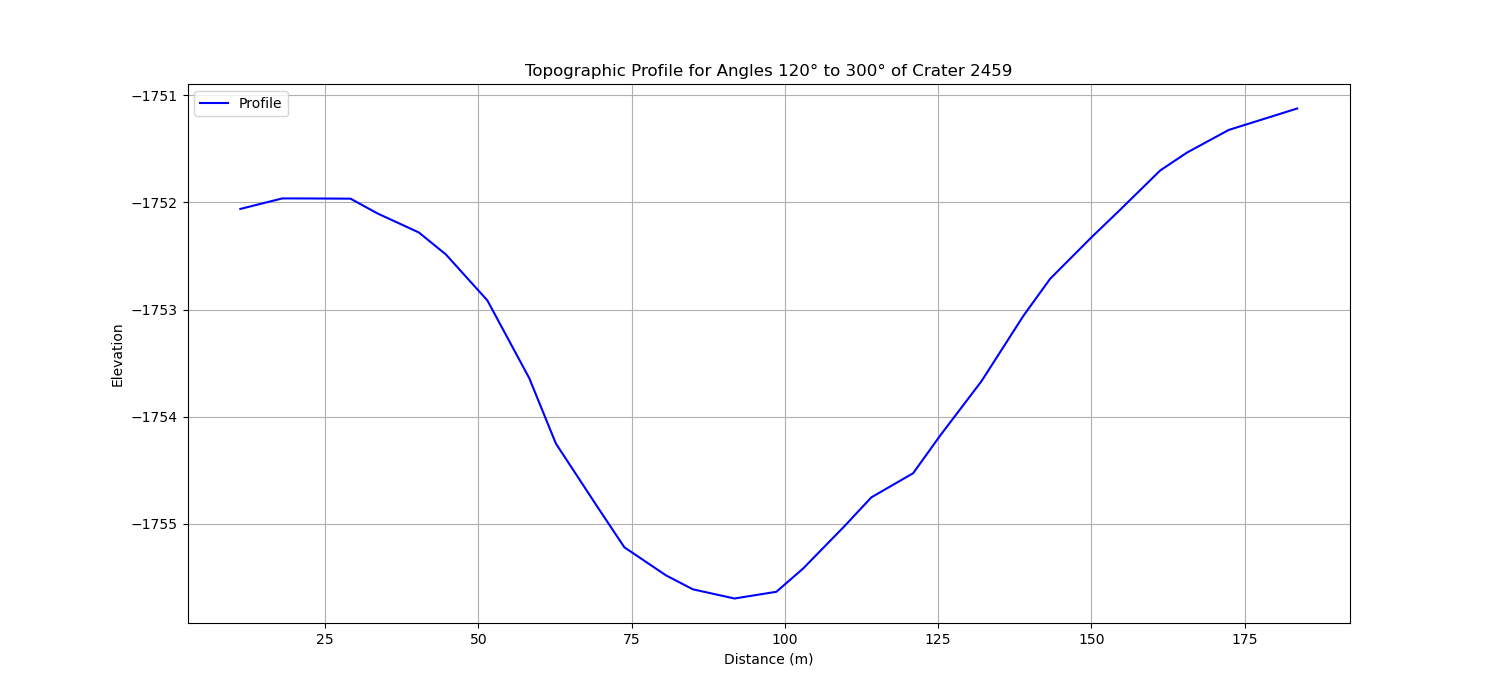 Topographic Profile for Angles 120° to 300° of Crater 2459
Profile
−1751
−1752
−1753
−1754
−1755
Elevation
25 50 75 100 125 150 175
Distance (m)